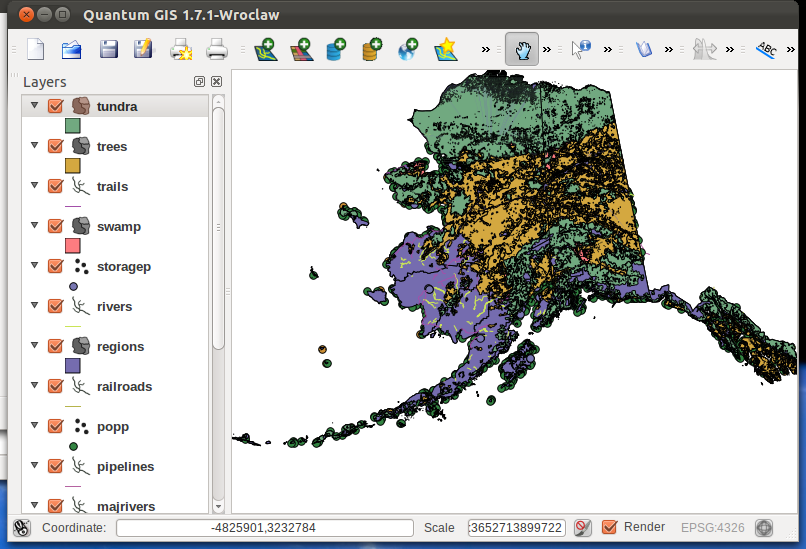 Quantum GIS 1.7.1-Wroclaw
ABC
Layers
tundra
trees
trails
swamp
storagep
rivers
regions
railroads
popp
pipelines
majrivers
Coordinate: -4825901,3232784 Scale :3652713899722 Render EPSG:4326